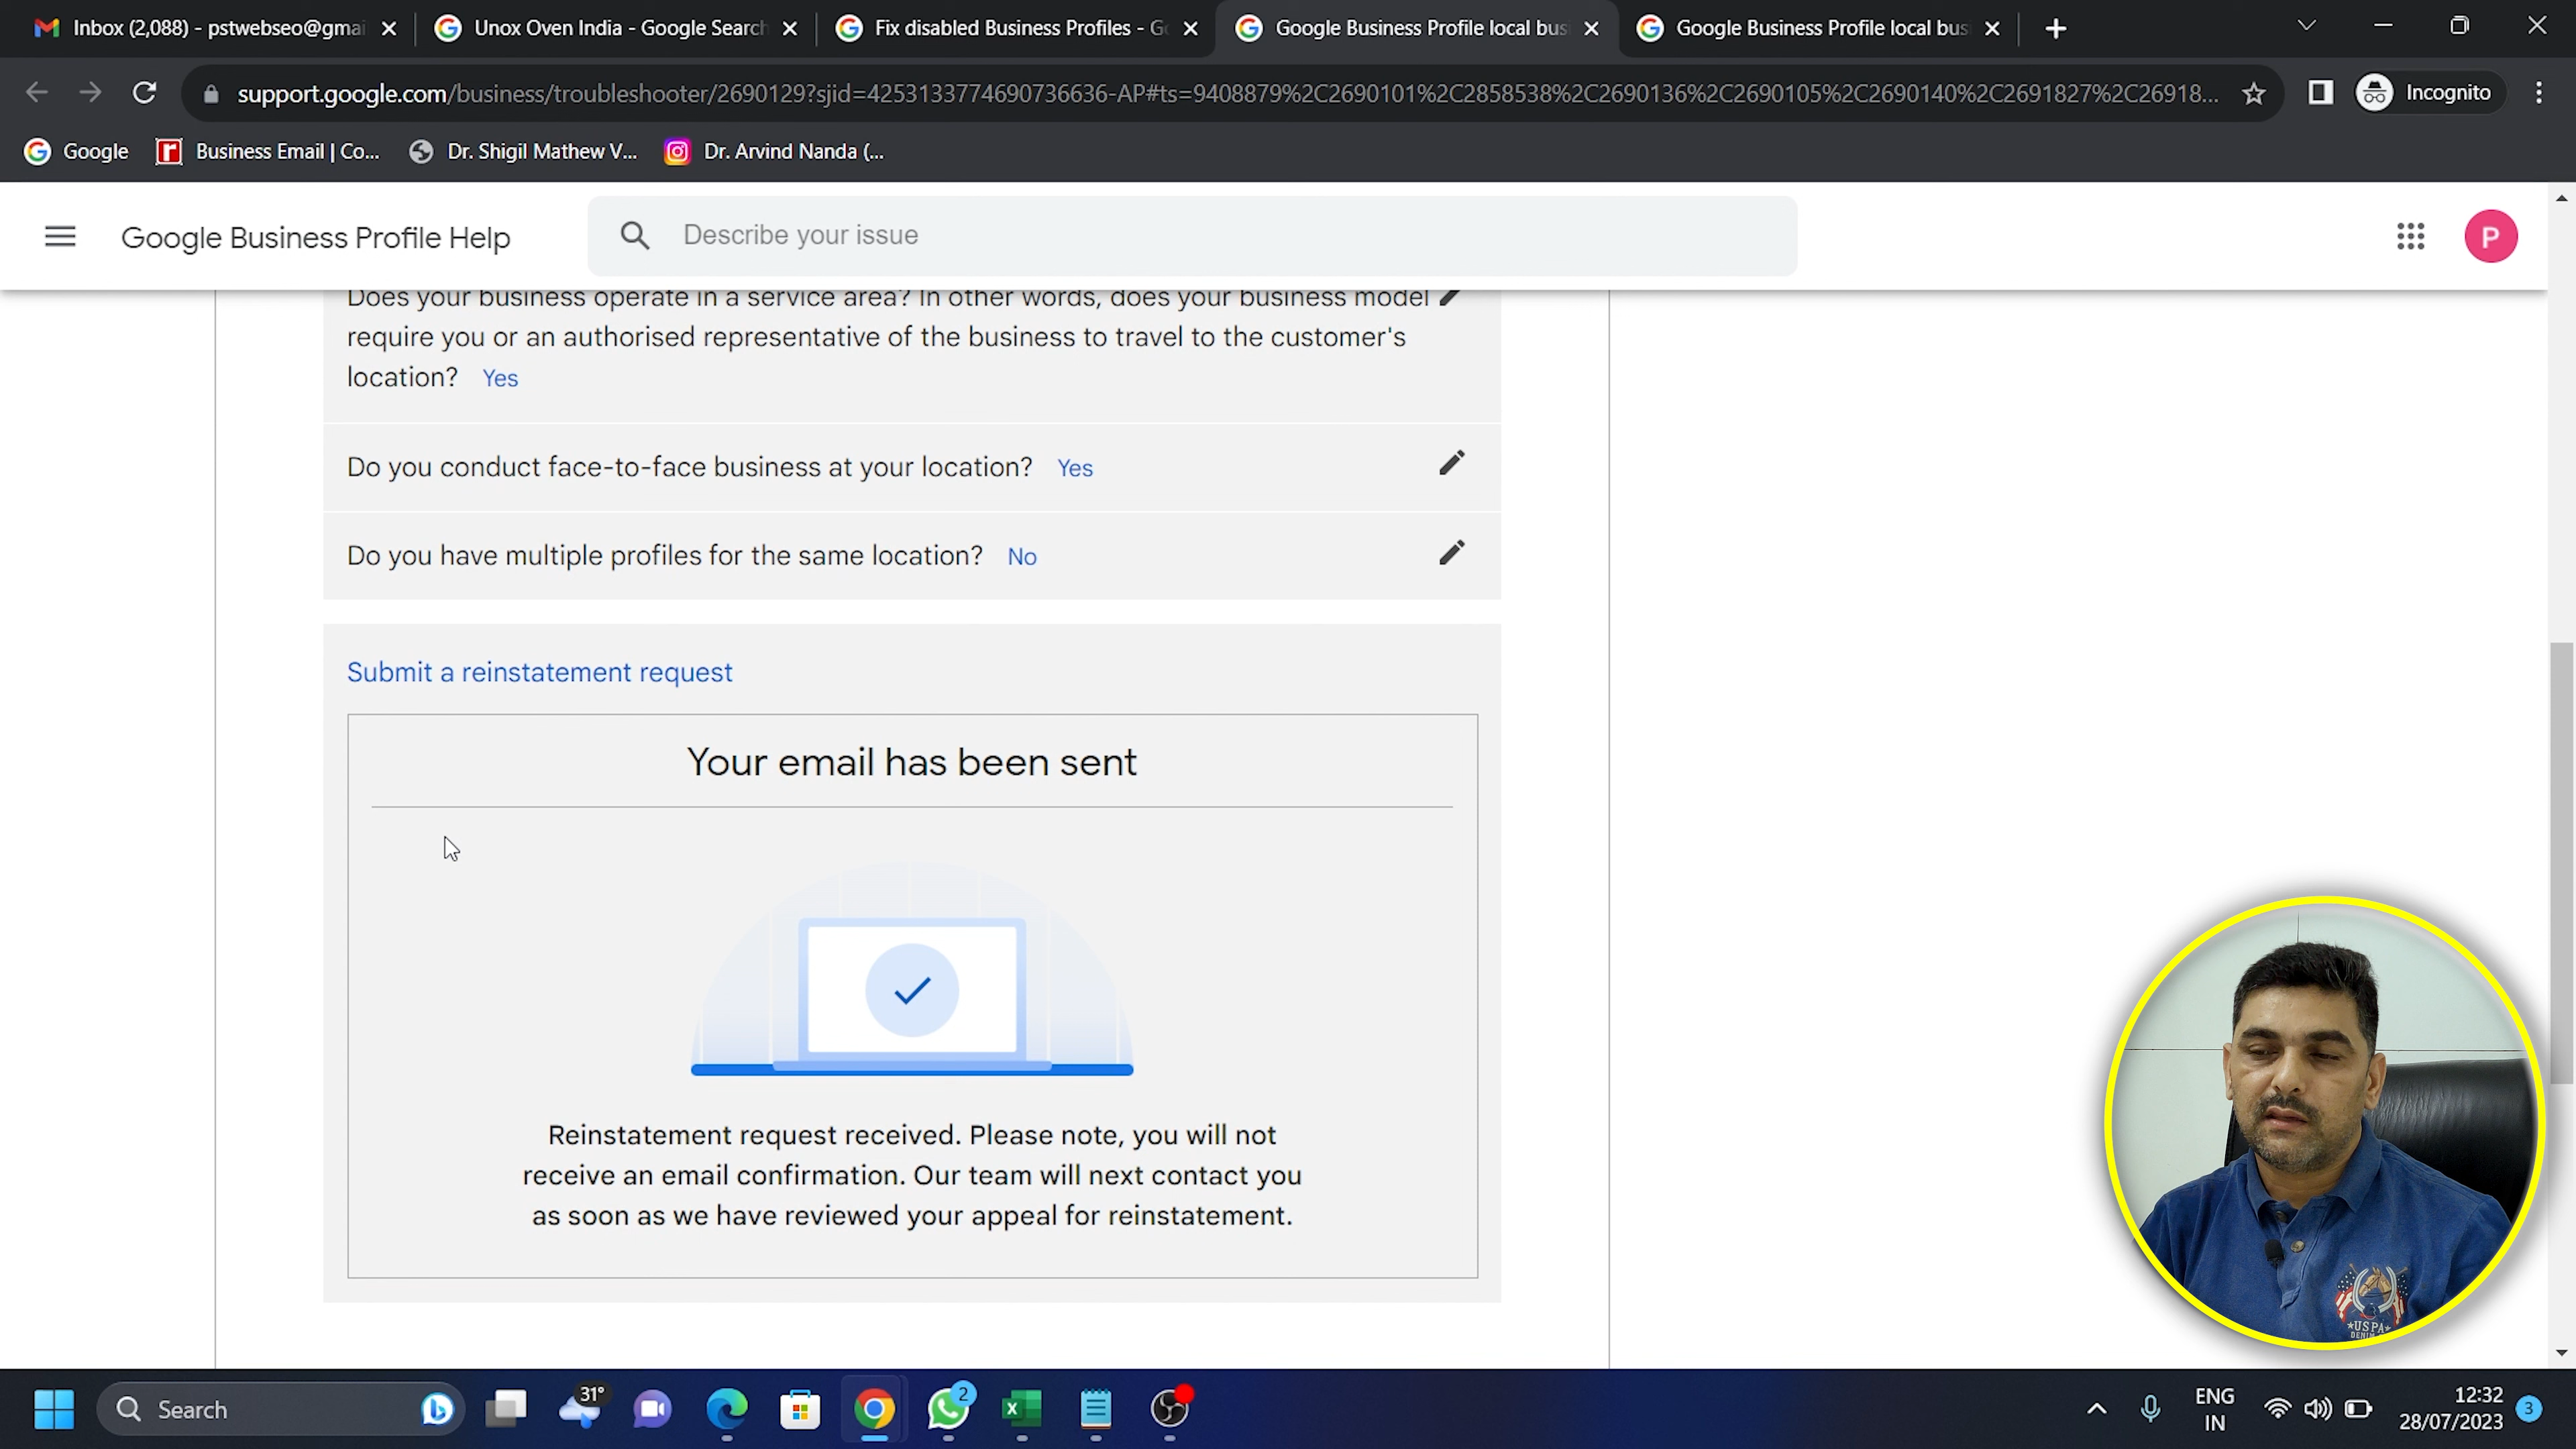 Inbox (2,088) - pstwebseo@gmai
Unox Oven India - Google Search
Fix disabled Business Profiles - Go
Google Business Profile local busi
Google Business Profile local busi
support.google.com/business/troubleshooter/2690129?sjid=4253133774690736636-AP#ts=9408879%2C2690101%2C2858538%2C2690136%2C2690105%2C2690140%2C2691827%2C26918...
Incognito
Google
Business Email | Co...
Dr. Shigil Mathew V...
Dr. Arvind Nanda (...
Google Business Profile Help
Describe your issue
P
Does your business operate in a service area? In other words, does your business model
require you or an authorised representative of the business to travel to the customer's
location? Yes
Do you conduct face-to-face business at your location? Yes
Do you have multiple profiles for the same location? No
Submit a reinstatement request
Your email has been sent
Reinstatement request received. Please note, you will not
receive an email confirmation. Our team will next contact you
as soon as we have reviewed your appeal for reinstatement.
USPA
DENIM
Search
31°
2
ENG
IN
12:32
28/07/2023
3